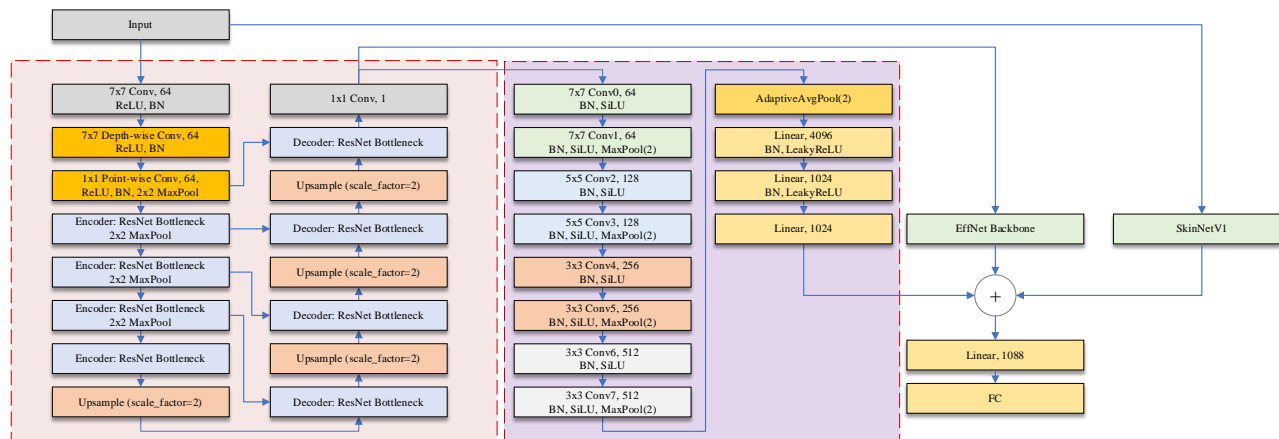 Input
7x7 Conv, 64
ReLU, BN
7x7 Depth-wise Conv, 64
ReLU, BN
1x1 Point-wise Conv, 64,
ReLU, BN, 2x2 MaxPool
Encoder: ResNet Bottleneck
2x2 MaxPool
Encoder: ResNet Bottleneck
2x2 MaxPool
Encoder: ResNet Bottleneck
2x2 MaxPool
Encoder: ResNet Bottleneck
Upsample (scale_factor=2)
1x1 Conv, 1
Decoder: ResNet Bottleneck
Upsample (scale_factor=2)
Decoder: ResNet Bottleneck
Upsample (scale_factor=2)
Decoder: ResNet Bottleneck
Upsample (scale_factor=2)
Decoder: ResNet Bottleneck
7x7 Conv0, 64
BN, SiLU
7x7 Conv1, 64
BN, SiLU, MaxPool(2)
5x5 Conv2, 128
BN, SiLU
5x5 Conv3, 128
BN, SiLU, MaxPool(2)
3x3 Conv4, 256
BN, SiLU
3x3 Conv5, 256
BN, SiLU, MaxPool(2)
3x3 Conv6, 512
BN, SiLU
3x3 Conv7, 512
BN, SiLU, MaxPool(2)
AdaptiveAvgPool(2)
Linear, 4096
BN, LeakyReLU
Linear, 1024
BN, LeakyReLU
Linear, 1024
EffNet Backbone
SkinNetV1
+
Linear, 1088
FC